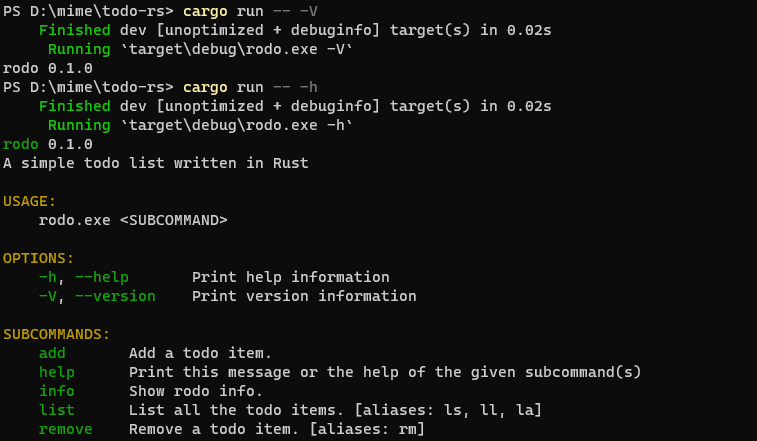 PS D:\mime\todo-rs> cargo run -- -V
    Finished dev [unoptimized + debuginfo] target(s) in 0.02s
     Running `target\debug\rodo.exe -V`
rodo 0.1.0
PS D:\mime\todo-rs> cargo run -- -h
    Finished dev [unoptimized + debuginfo] target(s) in 0.02s
     Running `target\debug\rodo.exe -h`
rodo 0.1.0
A simple todo list written in Rust

USAGE:
    rodo.exe <SUBCOMMAND>

OPTIONS:
    -h, --help       Print help information
    -V, --version    Print version information

SUBCOMMANDS:
    add       Add a todo item.
    help      Print this message or the help of the given subcommand(s)
    info      Show rodo info.
    list      List all the todo items. [aliases: ls, ll, la]
    remove    Remove a todo item. [aliases: rm]